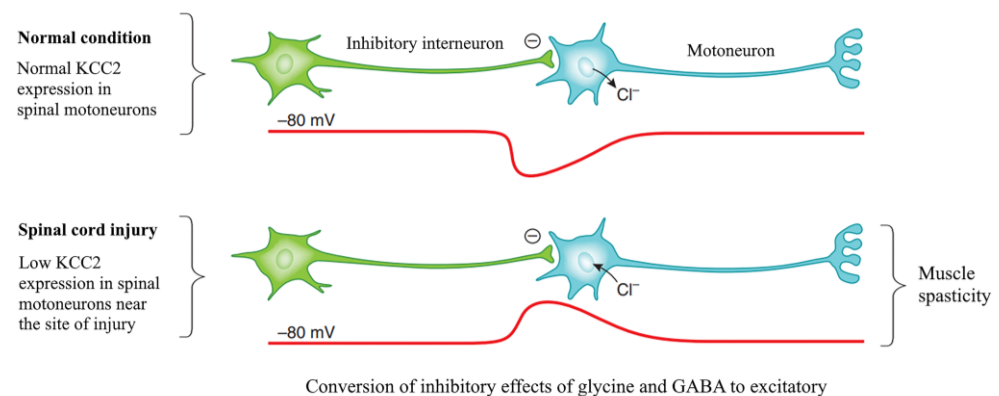 Normal condition
Normal KCC2
expression in
spinal motoneurons
Inhibitory interneuron
⊖
Motoneuron
Cl⁻
–80 mV
Spinal cord injury
Low KCC2
expression in spinal
motoneurons near
the site of injury
⊖
Cl⁻
–80 mV
Muscle
spasticity
Conversion of inhibitory effects of glycine and GABA to excitatory